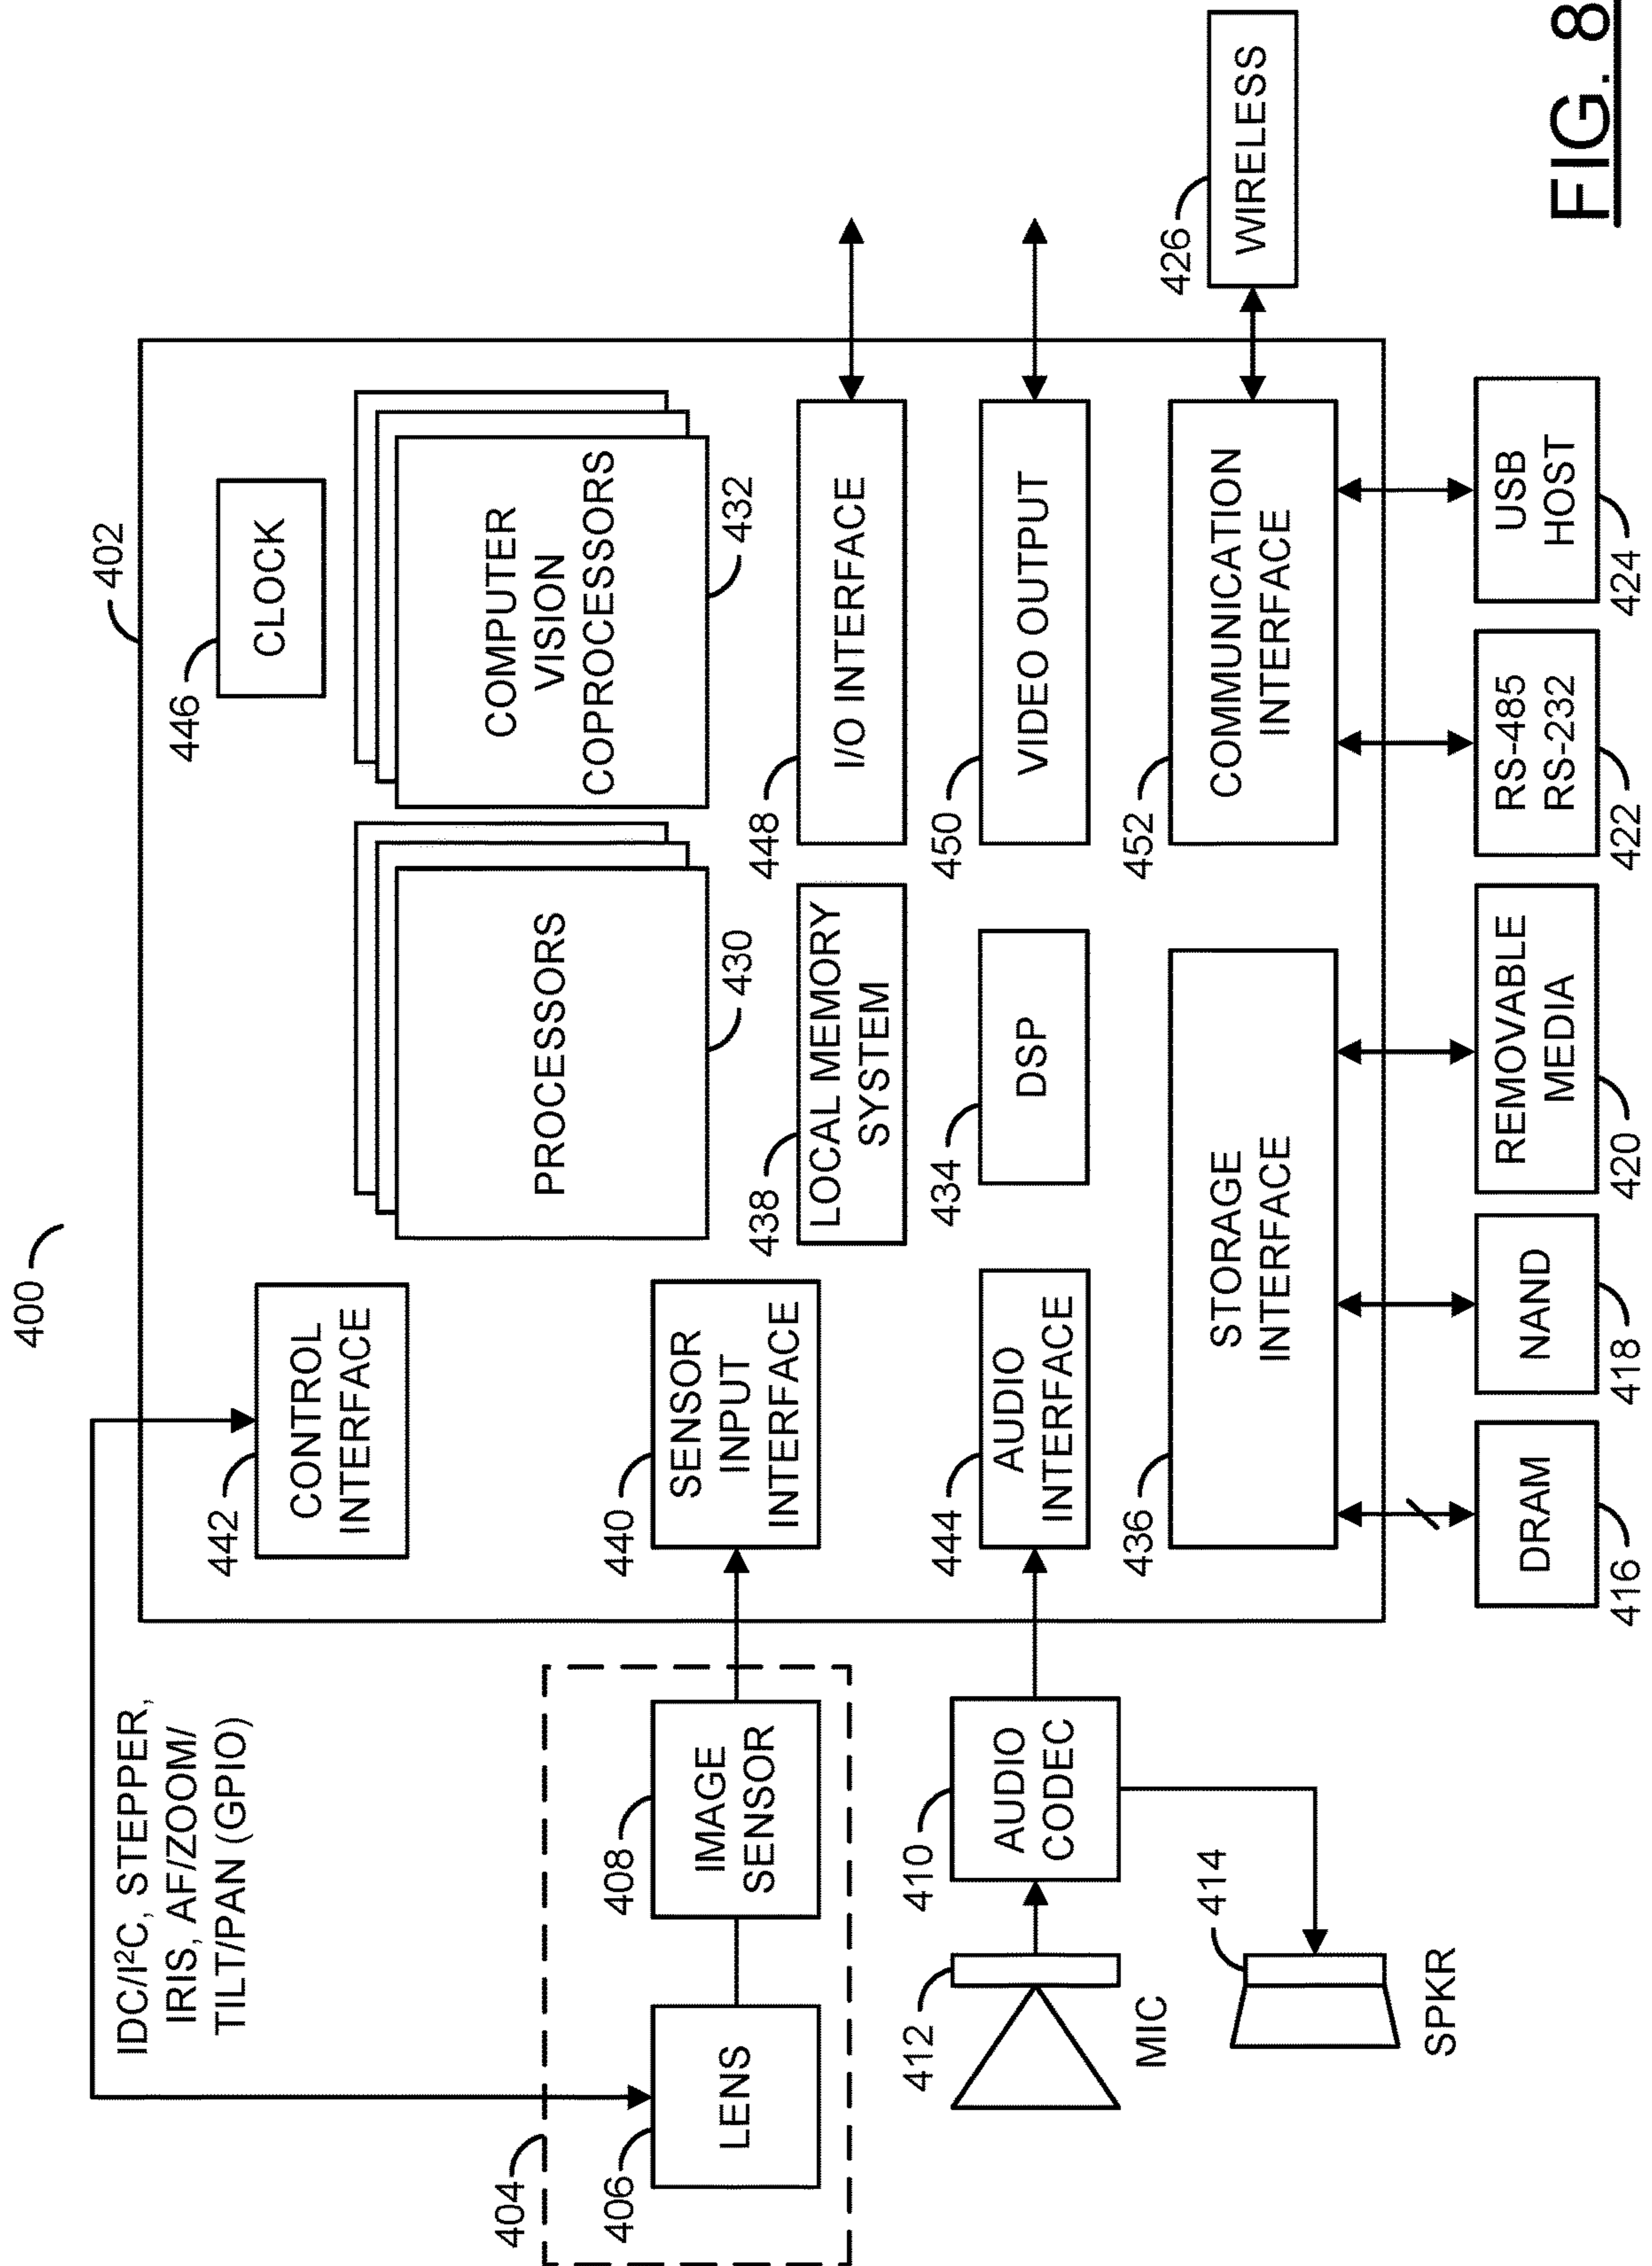 400
402
IDC/I²C, STEPPER,
IRIS, AF/ZOOM/
TILT/PAN (GPIO)
442
CONTROL
INTERFACE
446
CLOCK
404
406
LENS
408
IMAGE
SENSOR
440
SENSOR
INPUT
INTERFACE
PROCESSORS
430
COMPUTER
VISION
COPROCESSORS
432
438
LOCAL MEMORY
SYSTEM
448
I/O INTERFACE
412
MIC
410
AUDIO
CODEC
444
AUDIO
INTERFACE
434
DSP
450
VIDEO OUTPUT
414
SPKR
436
STORAGE
INTERFACE
452
COMMUNICATION
INTERFACE
426
WIRELESS
DRAM
416
NAND
418
REMOVABLE
MEDIA
420
RS-485
RS-232
422
USB
HOST
424
FIG. 8